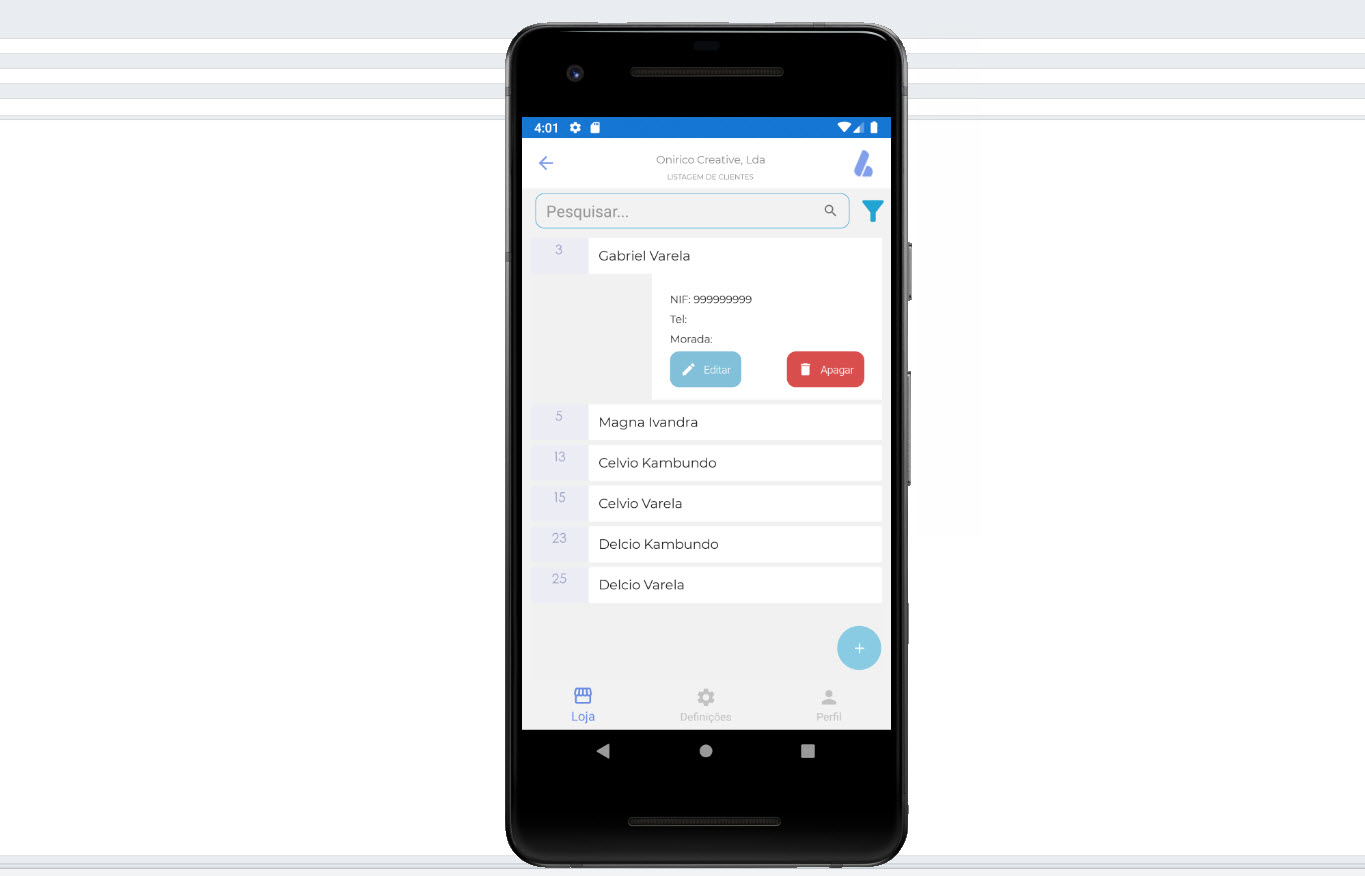 4:01
Onirico Creative, Lda
LISTAGEM DE CLIENTES
Pesquisar...
3 Gabriel Varela
NIF: 999999999
Tel:
Morada:
Editar Apagar
5 Magna Ivandra
13 Celvio Kambundo
15 Celvio Varela
23 Delcio Kambundo
25 Delcio Varela
+
Loja Definições Perfil